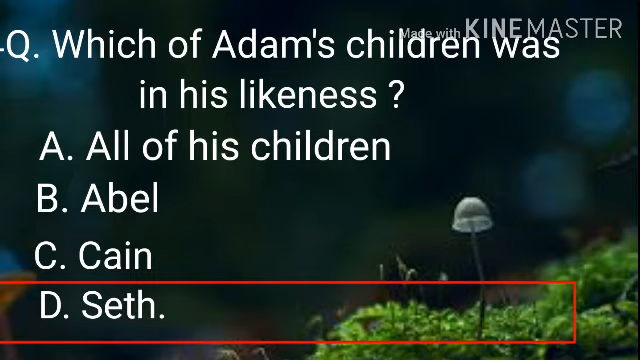 Made with KINEMASTER
Q. Which of Adam's children was
in his likeness ?
A. All of his children
B. Abel
C. Cain
D. Seth.